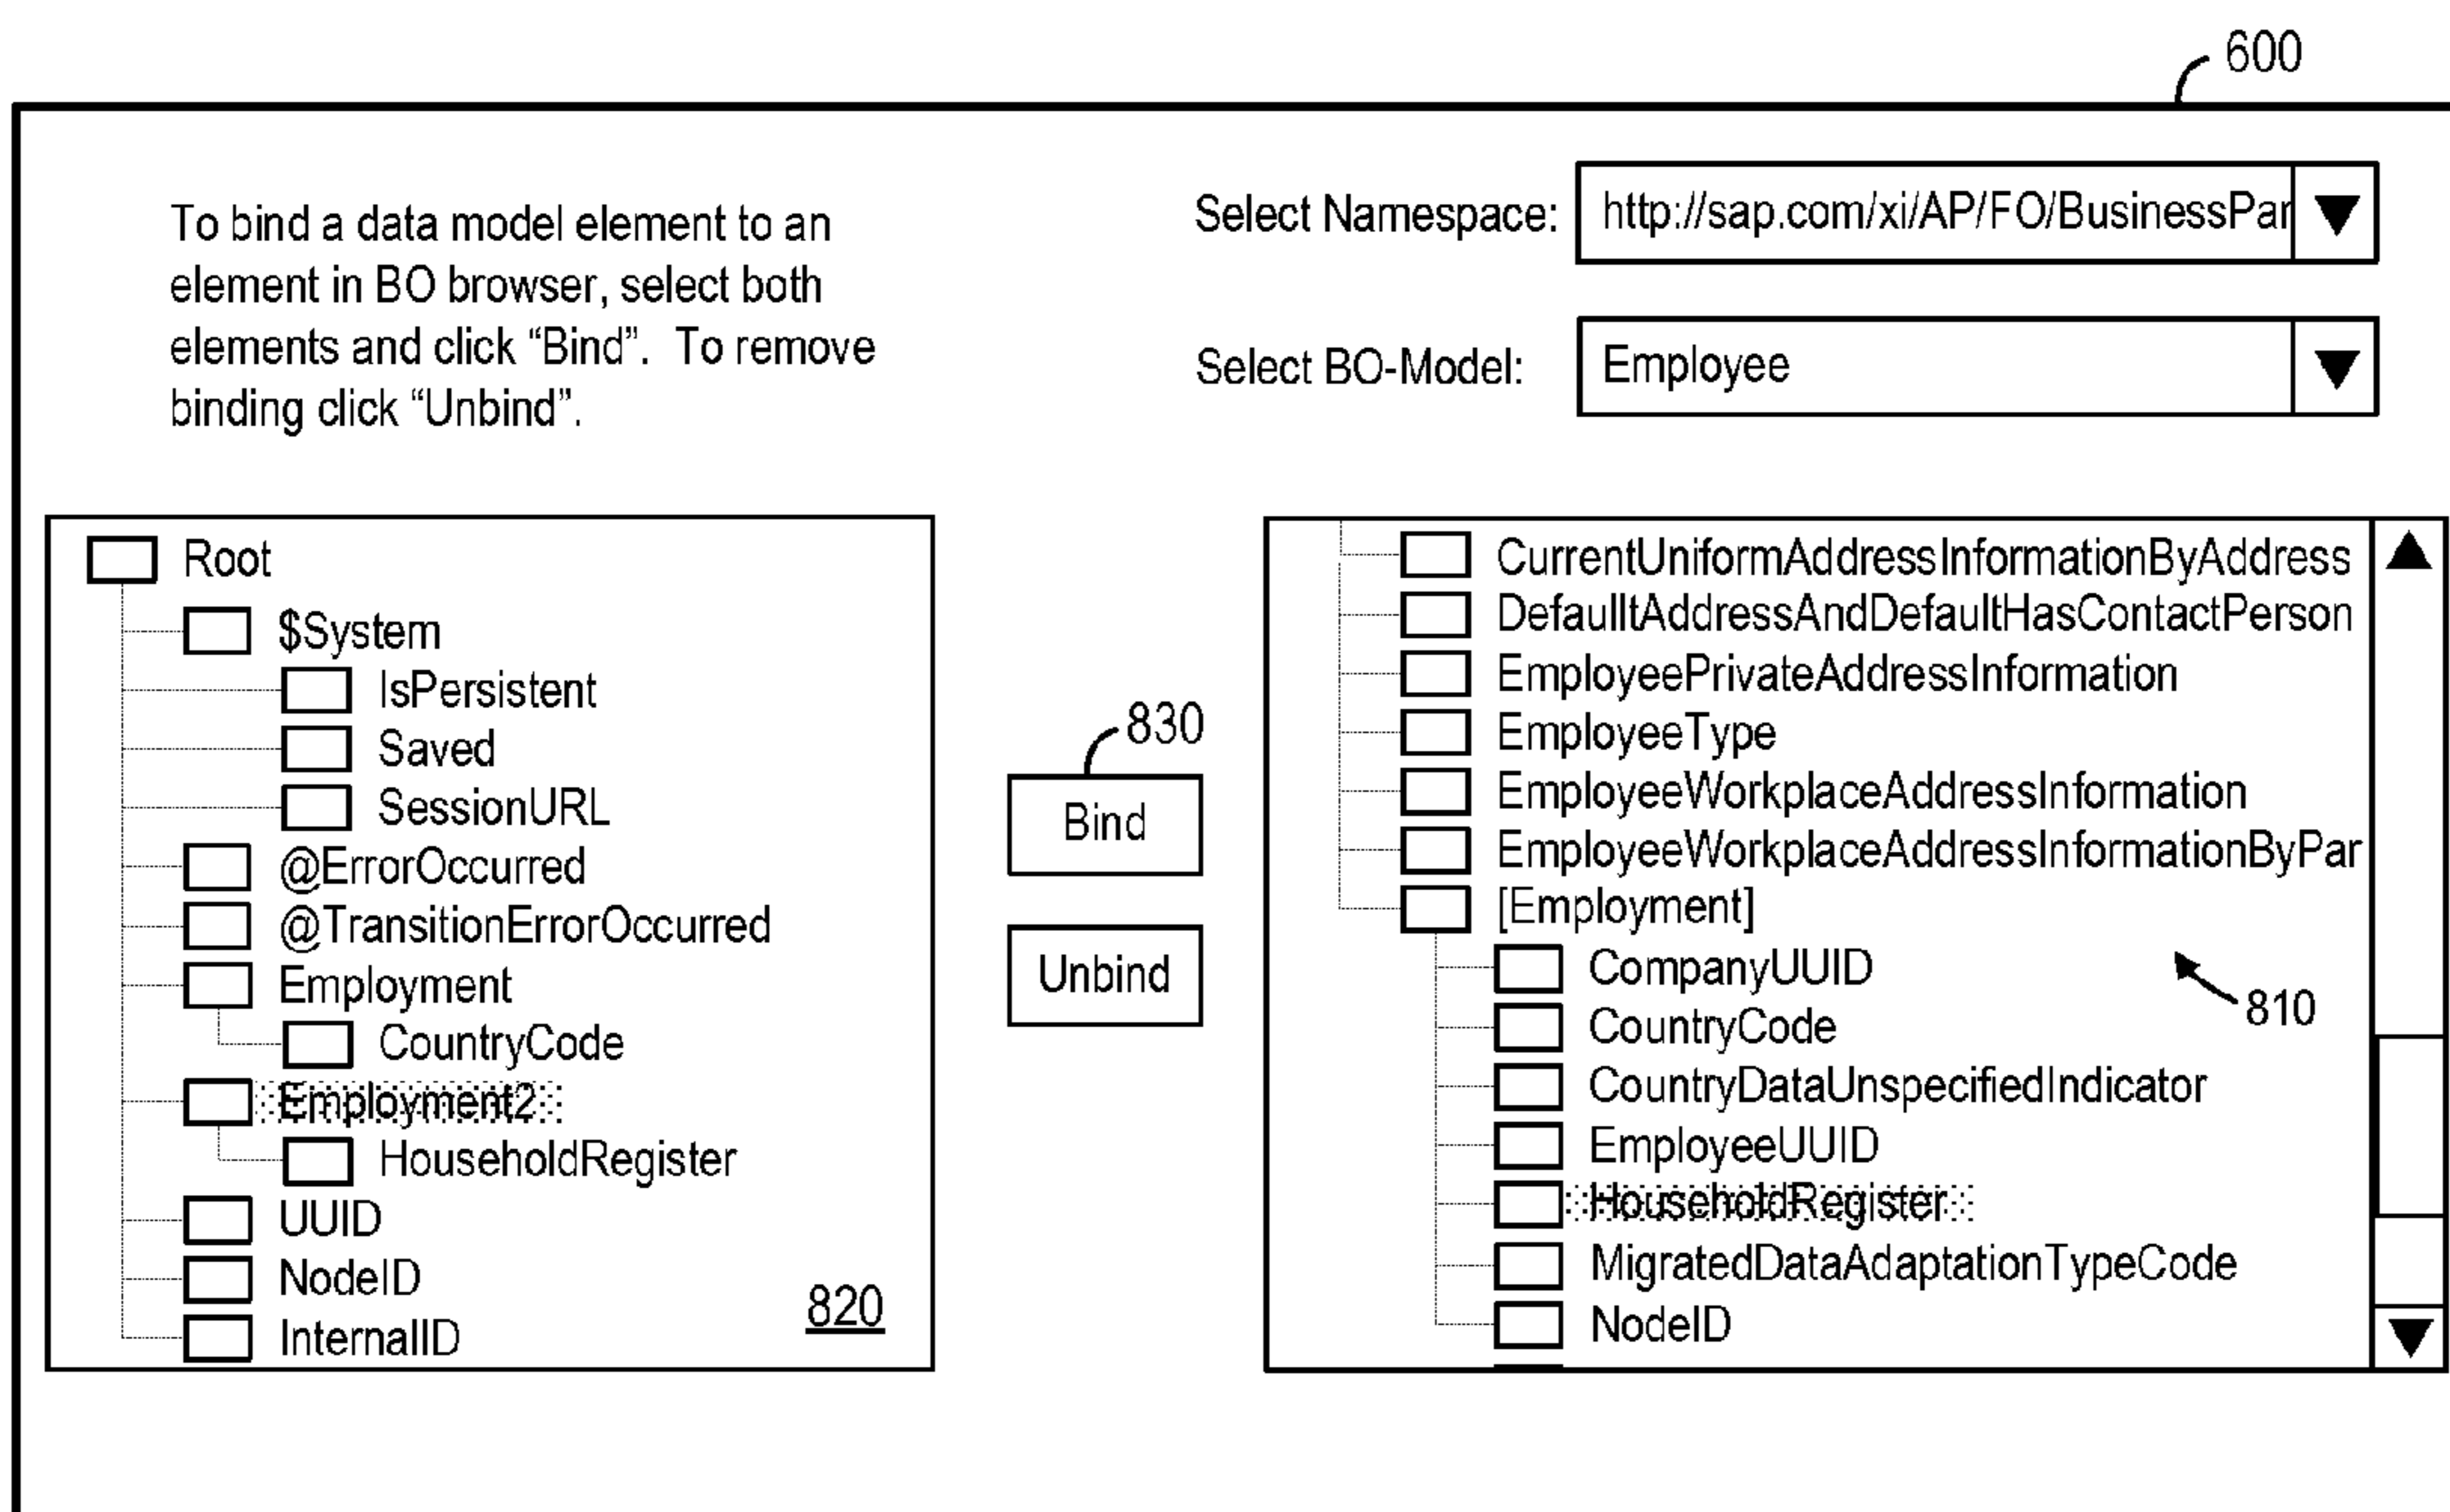 600
To bind a data model element to an
element in BO browser, select both
elements and click “Bind”. To remove
binding click “Unbind”.
Select Namespace:
http://sap.com/xi/AP/FO/BusinessPar
Select BO-Model:
Employee
Root
$System
IsPersistent
Saved
SessionURL
@ErrorOccurred
@TransitionErrorOccurred
Employment
CountryCode
Employment2
HouseholdRegister
UUID
NodeID
InternalID
820
830
Bind
Unbind
CurrentUniformAddressInformationByAddress
DefaulltAddressAndDefaultHasContactPerson
EmployeePrivateAddressInformation
EmployeeType
EmployeeWorkplaceAddressInformation
EmployeeWorkplaceAddressInformationByPar
[Employment]
CompanyUUID
CountryCode
CountryDataUnspecifiedIndicator
EmployeeUUID
HouseholdRegister
MigratedDataAdaptationTypeCode
NodeID
810